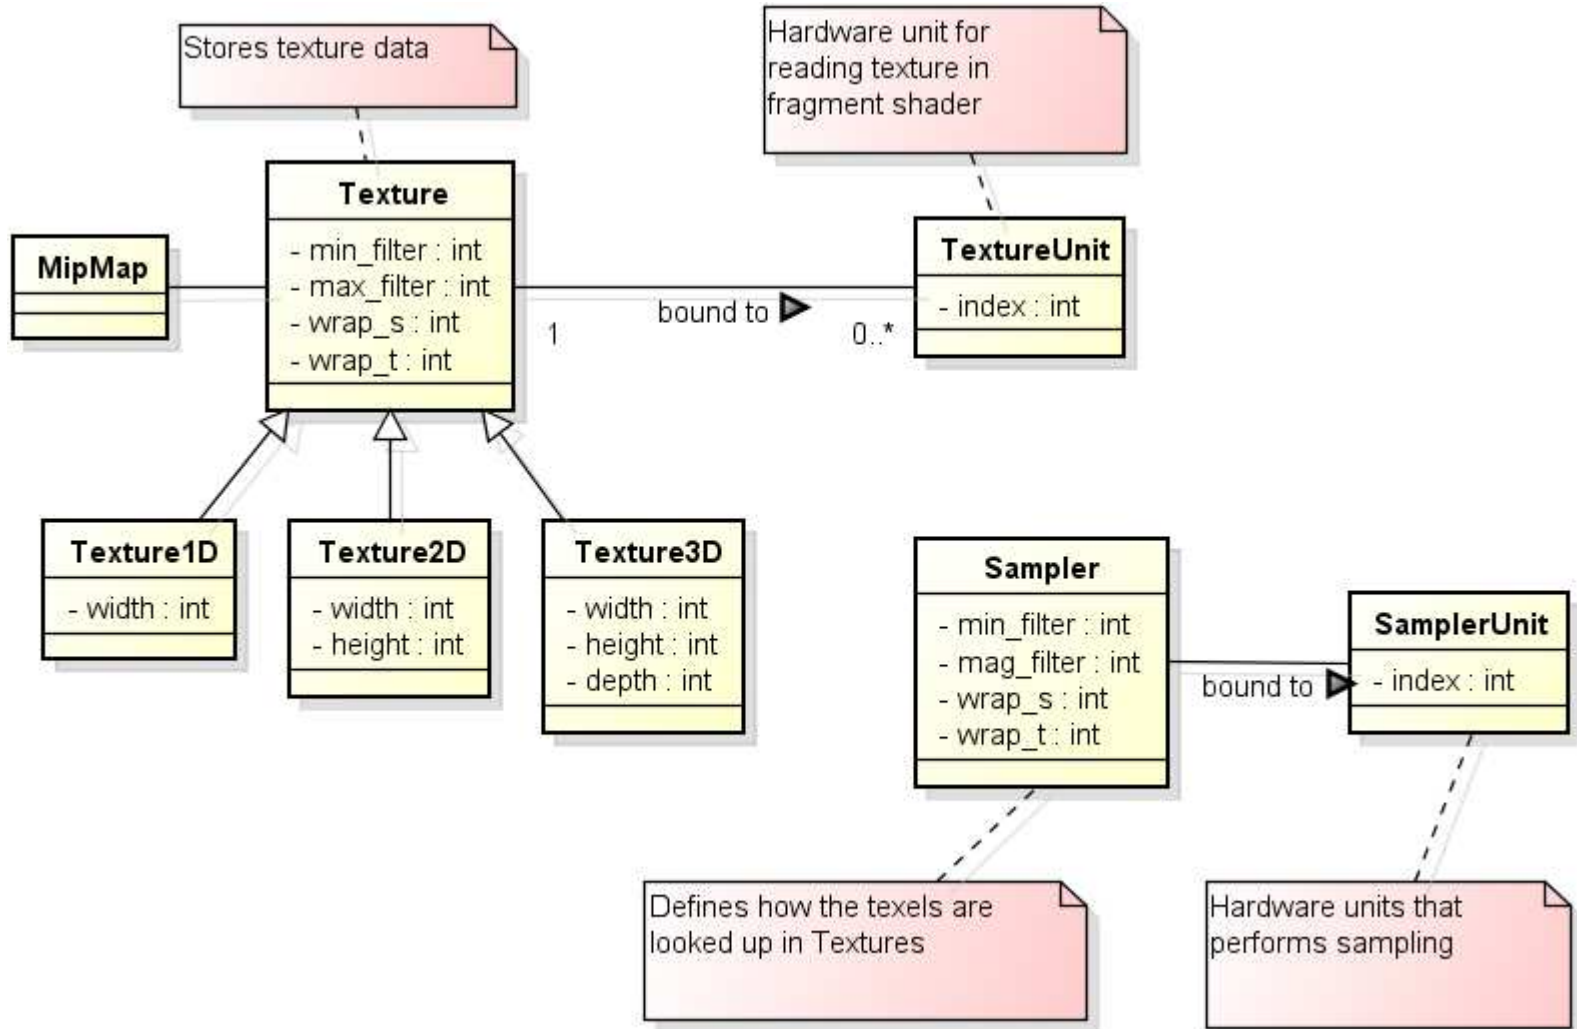 Stores texture data
Hardware unit for
reading texture in
fragment shader
Texture
- min_filter : int
- max_filter : int
- wrap_s : int
- wrap_t : int
MipMap
TextureUnit
- index : int
bound to
1
0..*
Texture1D
- width : int
Texture2D
- width : int
- height : int
Texture3D
- width : int
- height : int
- depth : int
Sampler
- min_filter : int
- mag_filter : int
- wrap_s : int
- wrap_t : int
SamplerUnit
- index : int
bound to
Defines how the texels are
looked up in Textures
Hardware units that
performs sampling